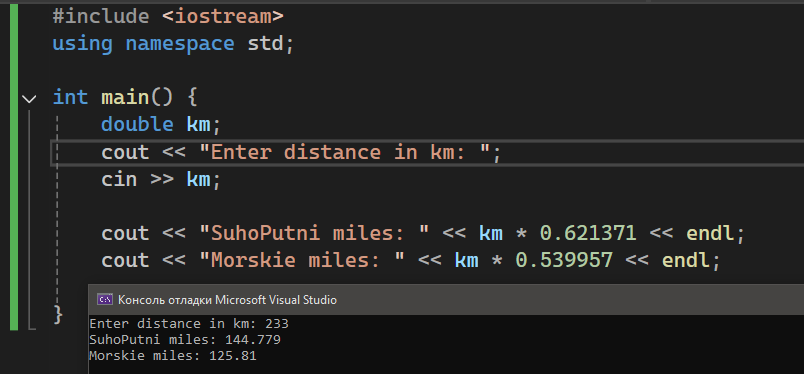 #include <iostream>
using namespace std;
int main() {
double km;
cout << "Enter distance in km: ";
cin >> km;
cout << "SuhoPutni miles: " << km * 0.621371 << endl;
cout << "Morskie miles: " << km * 0.539957 << endl;
}
Консоль отладки Microsoft Visual Studio
Enter distance in km: 233
SuhoPutni miles: 144.779
Morskie miles: 125.81